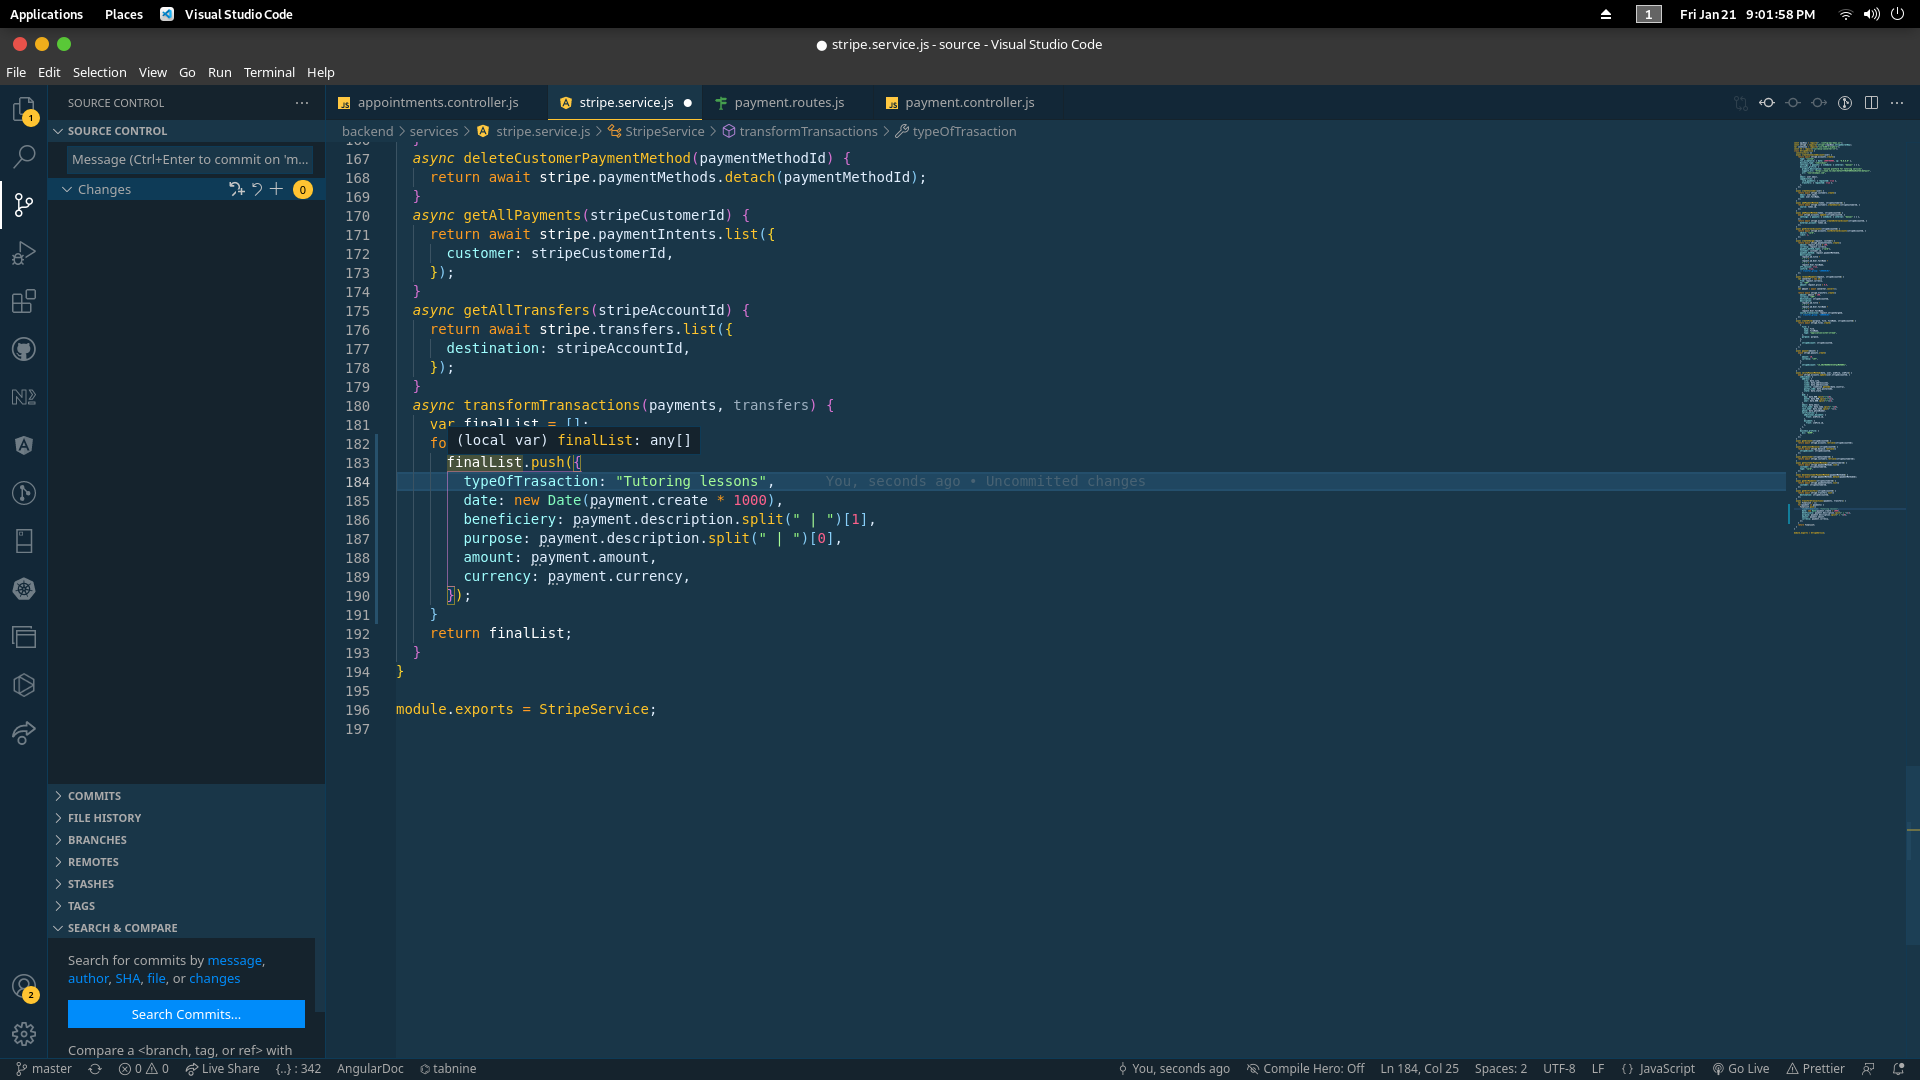 Applications Places Visual Studio Code 1 Fri Jan 21 9:01:58 PM
● stripe.service.js - source - Visual Studio Code
File Edit Selection View Go Run Terminal Help
SOURCE CONTROL ···
appointments.controller.js stripe.service.js ● payment.routes.js payment.controller.js
SOURCE CONTROL
backend > services > stripe.service.js > StripeService > transformTransactions > typeOfTrasaction
Message (Ctrl+Enter to commit on 'm...
Changes 0
1
2
COMMITS
FILE HISTORY
BRANCHES
REMOTES
STASHES
TAGS
SEARCH & COMPARE
Search for commits by message,
author, SHA, file, or changes
Search Commits...
Compare a <branch, tag, or ref> with
167 async deleteCustomerPaymentMethod(paymentMethodId) {
168 return await stripe.paymentMethods.detach(paymentMethodId);
169 }
170 async getAllPayments(stripeCustomerId) {
171 return await stripe.paymentIntents.list({
172 customer: stripeCustomerId,
173 });
174 }
175 async getAllTransfers(stripeAccountId) {
176 return await stripe.transfers.list({
177 destination: stripeAccountId,
178 });
179 }
180 async transformTransactions(payments, transfers) {
181 var finalList = [];
182 fo
(local var) finalList: any[]
183 finalList.push({
184 typeOfTrasaction: "Tutoring lessons", You, seconds ago • Uncommitted changes
185 date: new Date(payment.create * 1000),
186 beneficiery: payment.description.split(" | ")[1],
187 purpose: payment.description.split(" | ")[0],
188 amount: payment.amount,
189 currency: payment.currency,
190 });
191 }
192 return finalList;
193 }
194 }
195
196 module.exports = StripeService;
197
master 0 0 Live Share {..} : 342 AngularDoc tabnine You, seconds ago Compile Hero: Off Ln 184, Col 25 Spaces: 2 UTF-8 LF {} JavaScript Go Live Prettier